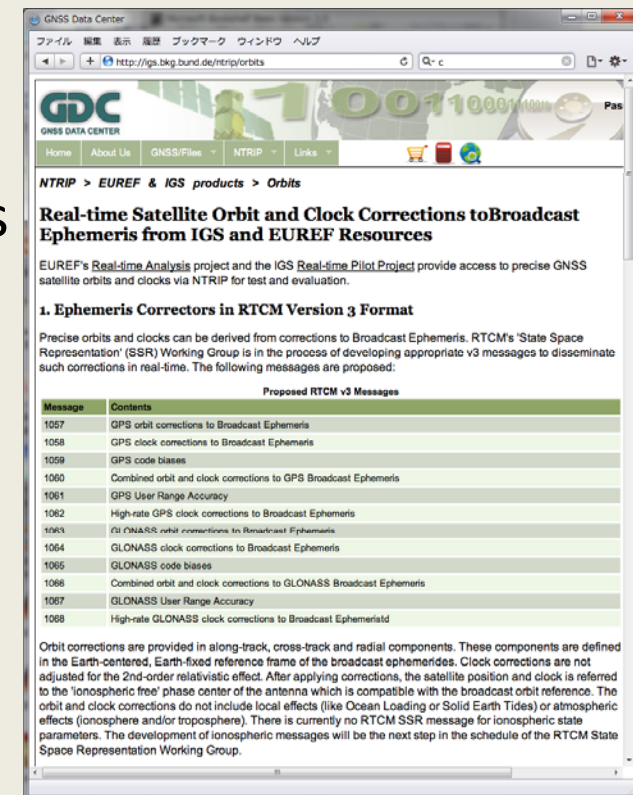 GNSS Data Center
ファイル 編集 表示 履歴 ブックマーク ウィンドウ ヘルプ
http://igs.bkg.bund.de/ntrip/orbits
Q- c
GDC
GNSS DATA CENTER
Pas
Home About Us GNSS/Files NTRIP Links
NTRIP > EUREF & IGS products > Orbits
S
Real-time Satellite Orbit and Clock Corrections toBroadcast
Ephemeris from IGS and EUREF Resources
EUREF's Real-time Analysis project and the IGS Real-time Pilot Project provide access to precise GNSS
satellite orbits and clocks via NTRIP for test and evaluation.
1. Ephemeris Correctors in RTCM Version 3 Format
Precise orbits and clocks can be derived from corrections to Broadcast Ephemeris. RTCM's 'State Space
Representation' (SSR) Working Group is in the process of developing appropriate v3 messages to disseminate
such corrections in real-time. The following messages are proposed:
Proposed RTCM v3 Messages
Message Contents
1057 GPS orbit corrections to Broadcast Ephemeris
1058 GPS clock corrections to Broadcast Ephemeris
1059 GPS code biases
1060 Combined orbit and clock corrections to GPS Broadcast Ephemeris
1061 GPS User Range Accuracy
1062 High-rate GPS clock corrections to Broadcast Ephemeris
1063 GLONASS orbit corrections to Broadcast Ephemeris
1064 GLONASS clock corrections to Broadcast Ephemeris
1065 GLONASS code biases
1066 Combined orbit and clock corrections to GLONASS Broadcast Ephemeris
1067 GLONASS User Range Accuracy
1068 High-rate GLONASS clock corrections to Broadcast Ephemeristd
Orbit corrections are provided in along-track, cross-track and radial components. These components are defined
in the Earth-centered, Earth-fixed reference frame of the broadcast ephemerides. Clock corrections are not
adjusted for the 2nd-order relativistic effect. After applying corrections, the satellite position and clock is referred
to the 'ionospheric free' phase center of the antenna which is compatible with the broadcast orbit reference. The
orbit and clock corrections do not include local effects (like Ocean Loading or Solid Earth Tides) or atmospheric
effects (ionosphere and/or troposphere). There is currently no RTCM SSR message for ionospheric state
parameters. The development of ionospheric messages will be the next step in the schedule of the RTCM State
Space Representation Working Group.